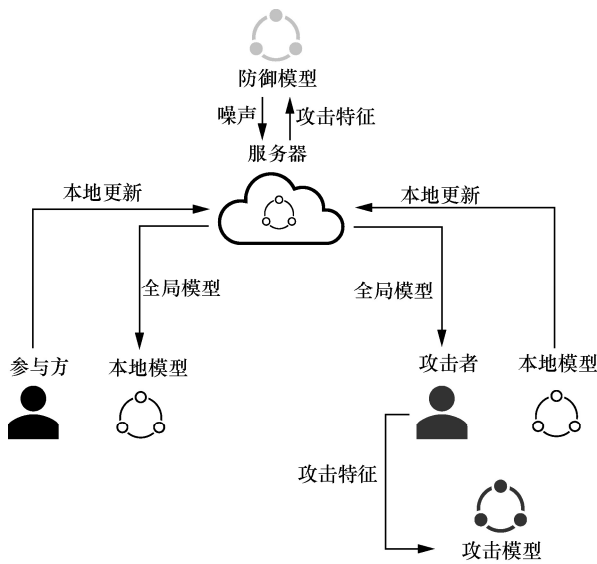 防御模型
噪声
攻击特征
服务器
本地更新
本地更新
全局模型
全局模型
参与方
本地模型
攻击者
本地模型
攻击特征
攻击模型